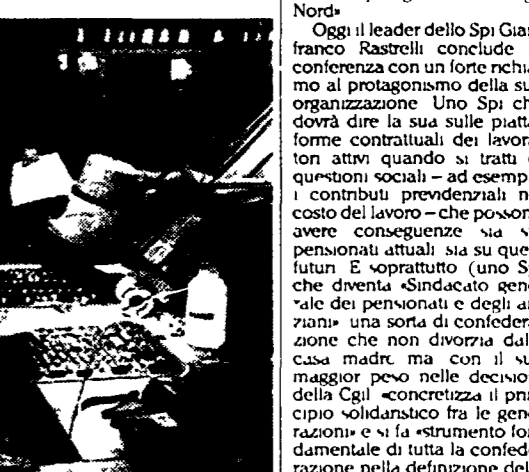 Nord»
Oggi il leader dello Spi Gian
franco Rastrelli conclude
conferenza con un forte richia
mo al protagonismo della su
organizzazione Uno Spi ch
dovrà dire la sua sulle piatta
forme contrattuali dei lavora
tori attivi quando si tratti
questioni sociali – ad esempi
i contributi previdenziali n
costo del lavoro – che posson
avere conseguenze sia s
pensionati attuali sia su que
futuri E soprattutto (uno S
che diventa «Sindacato gene
rale dei pensionati e degli an
ziani» una sorta di confedera
zione che non divorzia dal
casa madre ma con il su
maggior peso nelle decision
della Cgil «concretizza il prin
cipio solidaristico fra le gene
razioni» e si fa «strumento fon
damentale di tutta la confede
razione nella definizione del